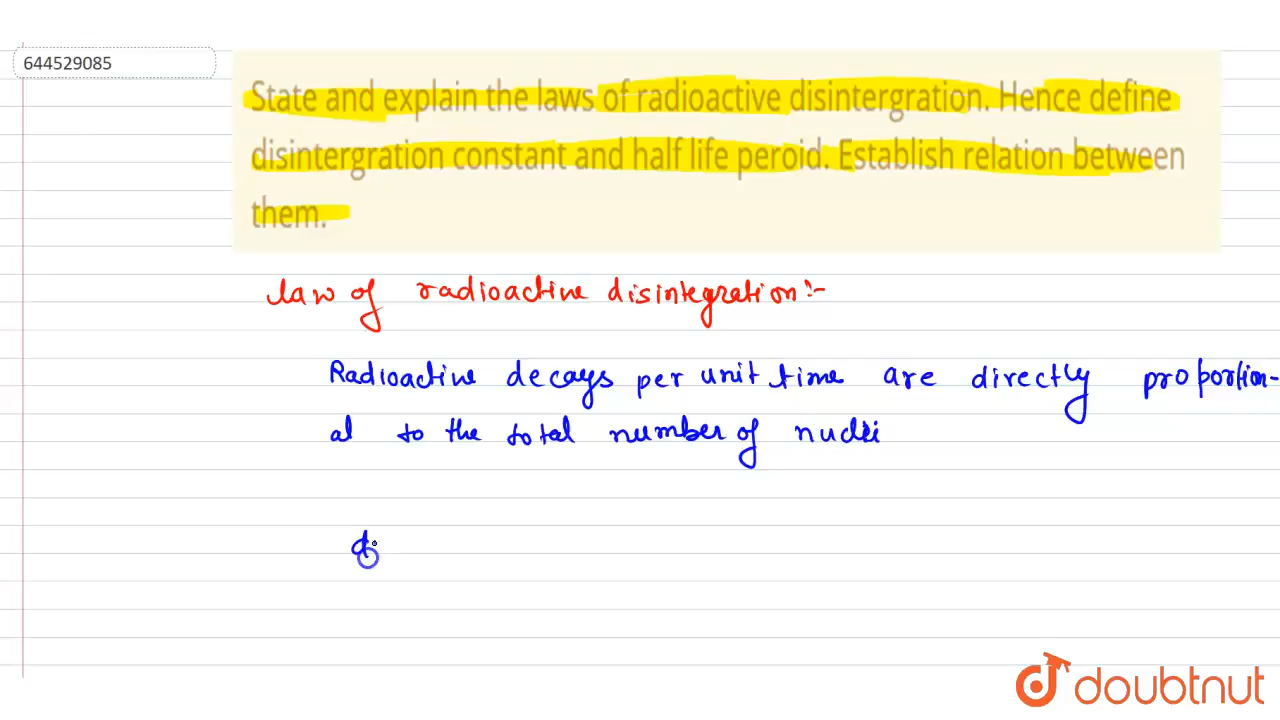 644529085
State and explain the laws of radioactive disintergration. Hence define
disintergration constant and half life peroid. Establish relation between
them.
law of radioactive disintegration:-
Radioactive decays per unit time are directly proportion-
al to the total number of nuclei
d
doubtnut